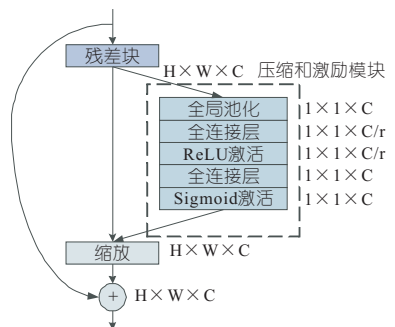 残差块
H×W×C 压缩和激励模块
全局池化 1×1×C
全连接层 1×1×C/r
ReLU激活 1×1×C/r
全连接层 1×1×C
Sigmoid激活 1×1×C
缩放 H×W×C
+ H×W×C